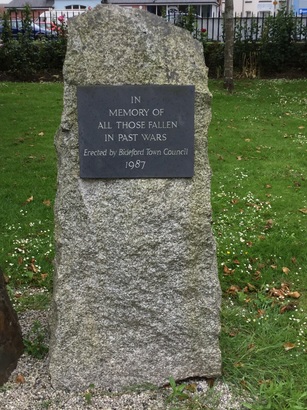 IN
MEMORY OF
ALL THOSE FALLEN
IN PAST WARS
Erected by Bideford Town Council
1987